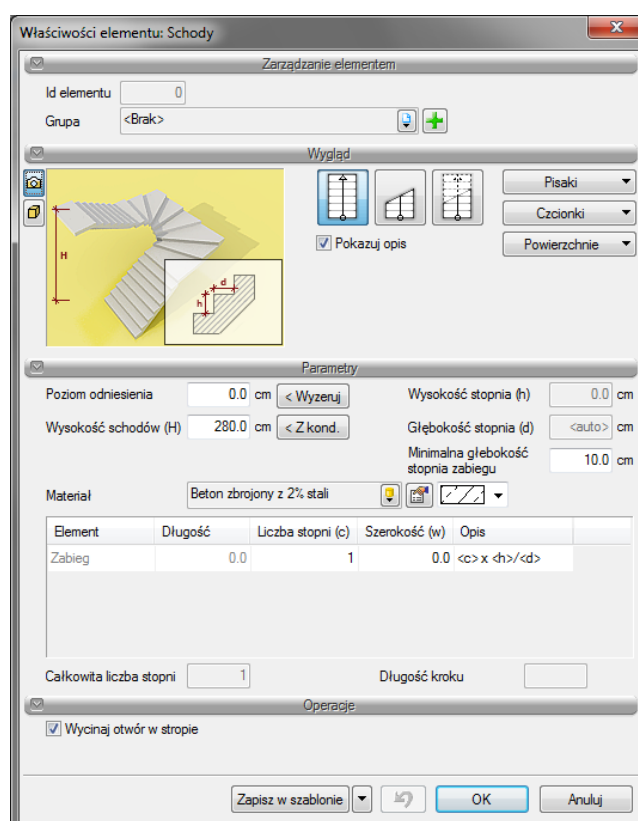 Właściwości elementu: Schody
Zarządzanie elementem
Id elementu 0
Grupa <Brak>
Wygląd
H
d
h
Pisaki
Czcionki
Pokazuj opis Powierzchnie
Parametry
Poziom odniesienia 0.0 cm < Wyzeruj Wysokość stopnia (h) 0.0 cm
Wysokość schodów (H) 280.0 cm < Z kond. Głębokość stopnia (d) <auto> cm
Minimalna głebokość
stopnia zabiegu 10.0 cm
Materiał Beton zbrojony z 2% stali
Element Długość Liczba stopni (c) Szerokość (w) Opis
Zabieg 0.0 1 0.0 <c> x <h>/<d>
Całkowita liczba stopni 1 Długość kroku
Operacje
Wycinaj otwór w stropie
Zapisz w szablonie OK Anuluj